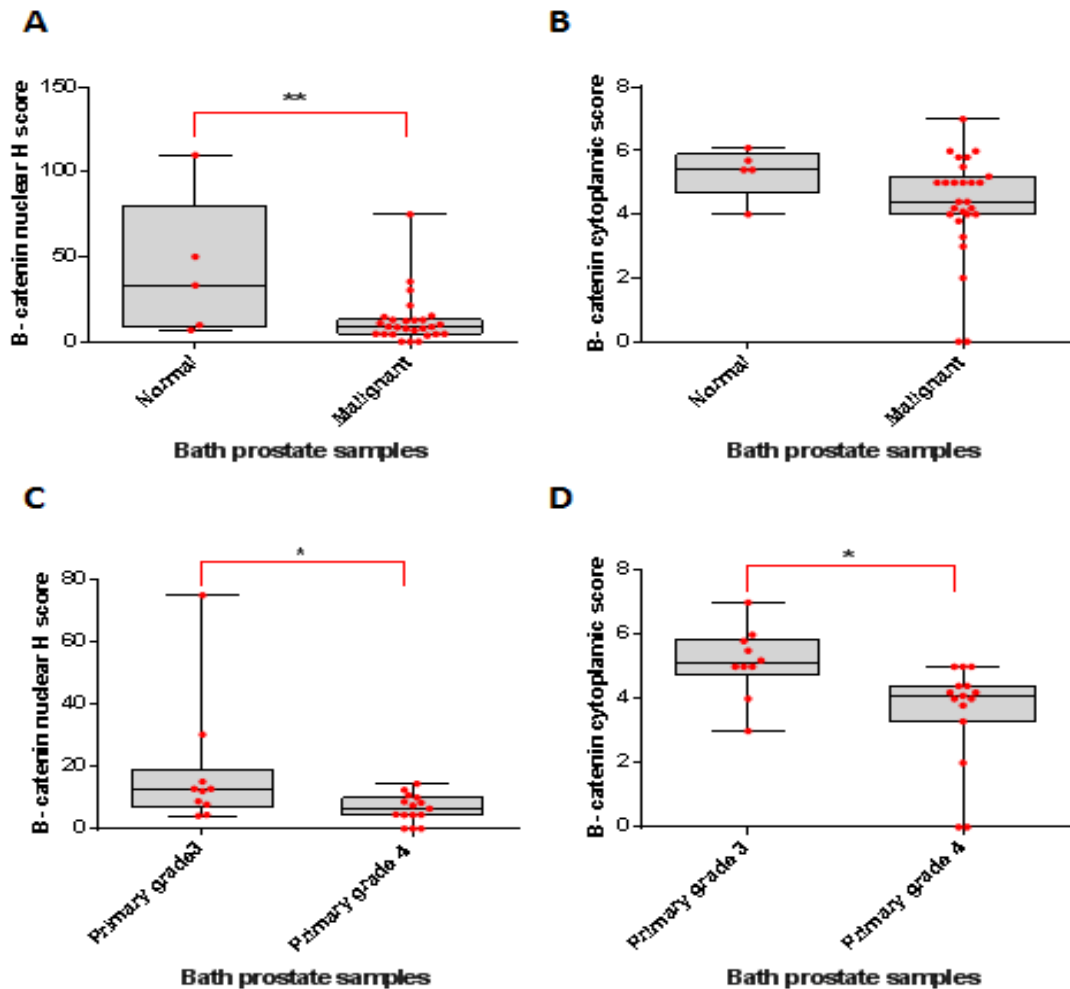 A
B- catenin nuclear H score
150
100
50
0
**
Normal
Malignant
Bath prostate samples
B
B- catenin cytoplamic score
8
6
4
2
0
Normal
Malignant
Bath prostate samples
C
B- catenin nuclear H score
80
60
40
20
0
*
Primary grade3
Primary grade 4
Bath prostate samples
D
B- catenin cytoplamic score
8
6
4
2
0
*
Primary grade 3
Primary grade 4
Bath prostate samples